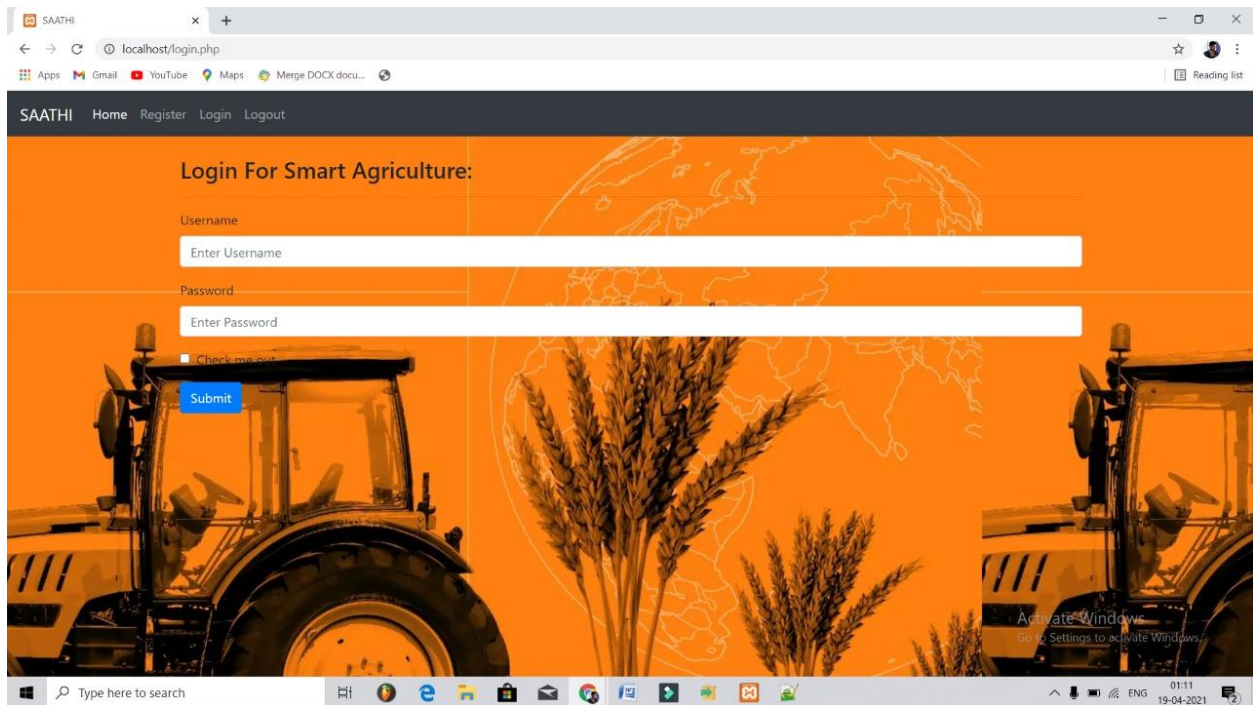 SAATHI
localhost/login.php
Apps Gmail YouTube Maps Merge DOCX docu... Reading list
SAATHI Home Register Login Logout
Login For Smart Agriculture:
Username
Enter Username
Password
Enter Password
Check me out
Submit
Activate Windows
Go to Settings to activate Windows.
Type here to search
ENG
01:11
19-04-2021
2